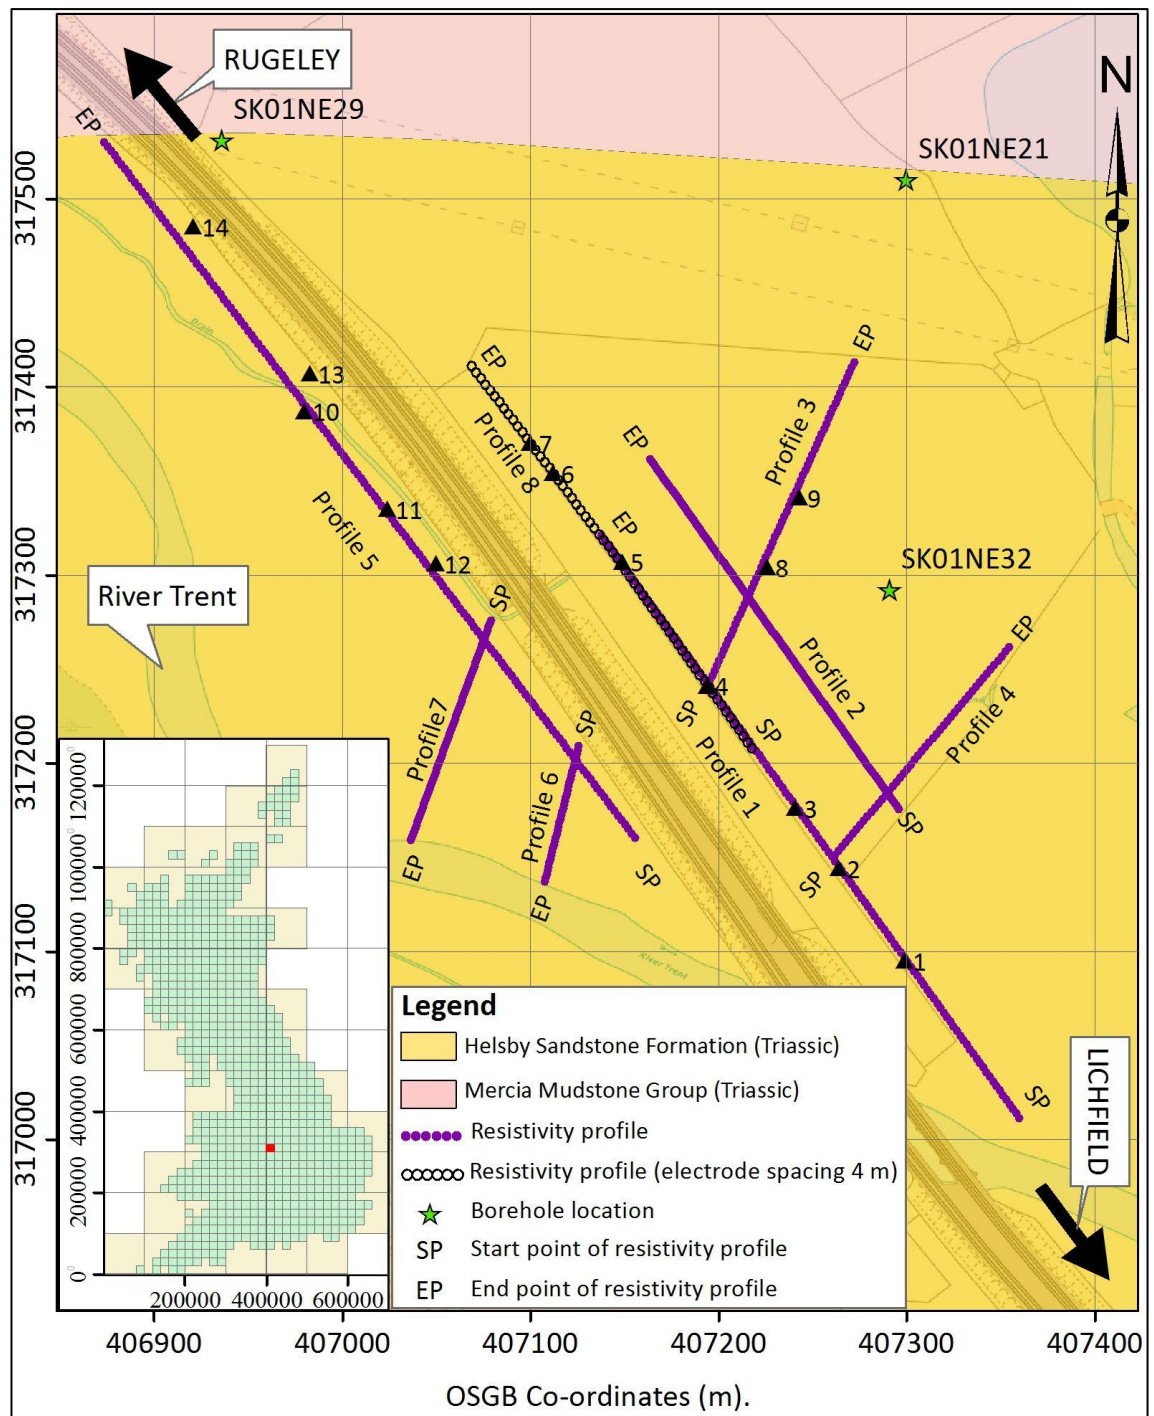 RUGELEY
N
SK01NE29
EP
SK01NE21
317500
14
Drain
EP
EP
317400
13
10
7
Profile 3
EP
Profile 8
6
9
11
Profile 5
EP
SK01NE32
12
5
8
317300
River Trent
SP
EP
Profile 2
4
Profile 4
SP
SP
SP
317200
Profile7
Profile 1
3
SP
Profile 6
2
EP
SP
SP
EP
317100
River Trent
1
Legend
Helsby Sandstone Formation (Triassic)
Mercia Mudstone Group (Triassic)
Resistivity profile
Resistivity profile (electrode spacing 4 m)
Borehole location
SP Start point of resistivity profile
EP End point of resistivity profile
SP
LICHFIELD
317000
1200000
1000000
800000
600000
400000
200000
0
200000 400000 600000
406900 407000 407100 407200 407300 407400
OSGB Co-ordinates (m).